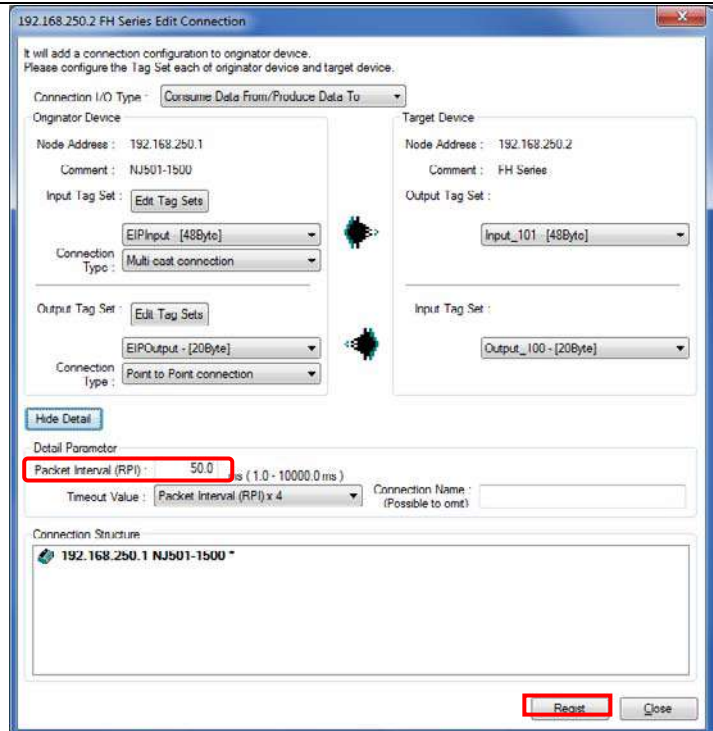 192.168.250.2 FH Series Edit Connection
It will add a connection configuration to originator device.
Please configure the Tag Set each of originator device and target device.
Connection I/O Type : Consume Data From/Produce Data To
Originator Device
Target Device
Node Address : 192.168.250.1
Node Address : 192.168.250.2
Comment : NJ501-1500
Comment : FH Series
Input Tag Set : Edit Tag Sets
Output Tag Set :
EIPInput - [48Byte]
Input_101 - [48Byte]
Connection Type : Multi cast connection
Output Tag Set : Edit Tag Sets
Input Tag Set :
EIPOutput - [20Byte]
Output_100 - [20Byte]
Connection Type : Point to Point connection
Hide Detail
Detail Parameter
Packet Interval (RPI) : 50.0 ms ( 1.0 - 10000.0 ms )
Timeout Value : Packet Interval (RPI) x 4
Connection Name :
(Possible to omit)
Connection Structure
192.168.250.1 NJ501-1500 *
Regist
Close